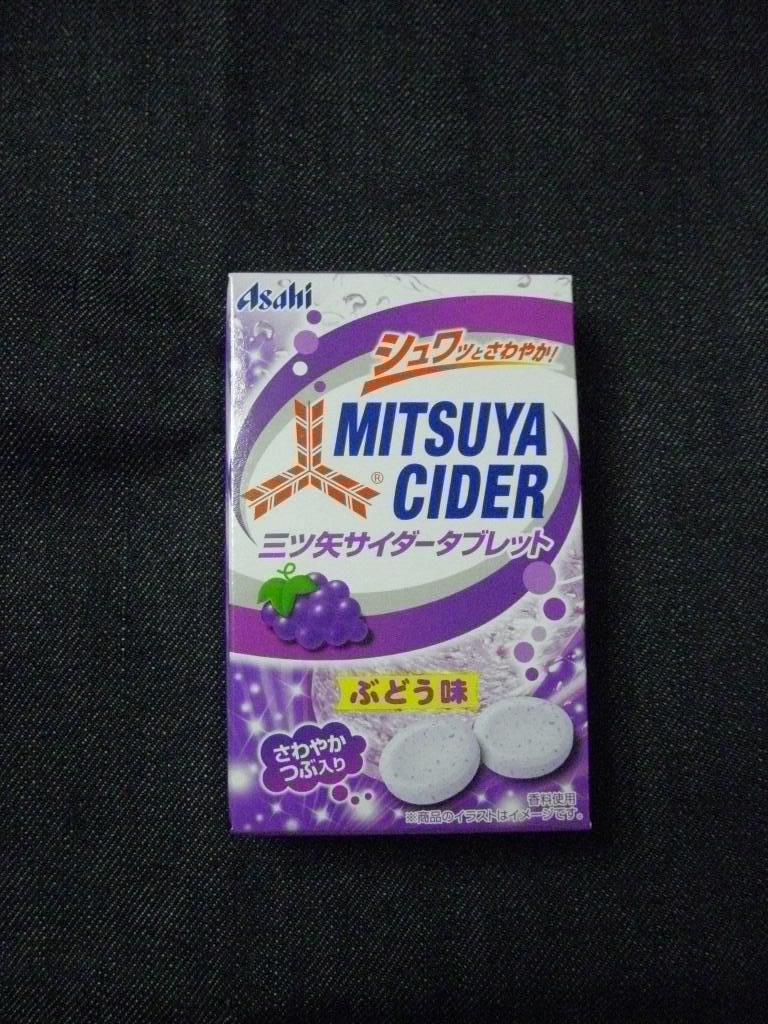 Asahi
シュワッとさわやか!
MITSUYA
CIDER
®
三ツ矢サイダータブレット
ぶどう味
さわやか
つぶ入り
香料使用
※商品のイラストはイメージです。